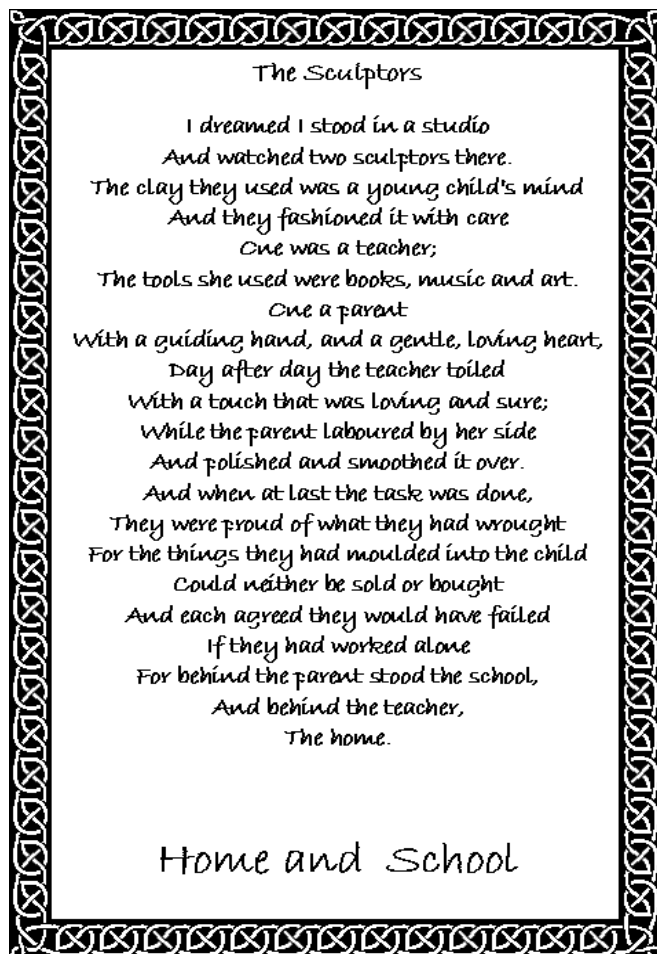 The Sculptors
I dreamed I stood in a studio
And watched two sculptors there.
The clay they used was a young child's mind
And they fashioned it with care
One was a teacher;
The tools she used were books, music and art.
One a parent
With a guiding hand, and a gentle, loving heart,
Day after day the teacher toiled
With a touch that was loving and sure;
While the parent laboured by her side
And polished and smoothed it over.
And when at last the task was done,
They were proud of what they had wrought
For the things they had moulded into the child
Could neither be sold or bought
And each agreed they would have failed
If they had worked alone
For behind the parent stood the school,
And behind the teacher,
The home.
Home and School